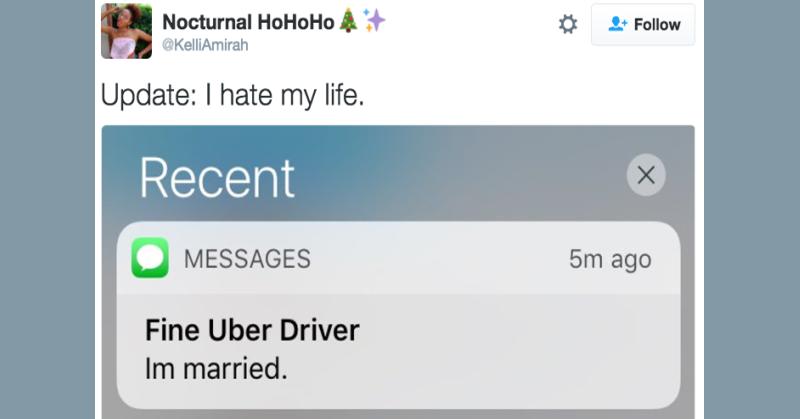 Nocturnal HoHoHo🎄✨
@KelliAmirah
Follow
Update: I hate my life.
Recent
MESSAGES
5m ago
Fine Uber Driver
Im married.